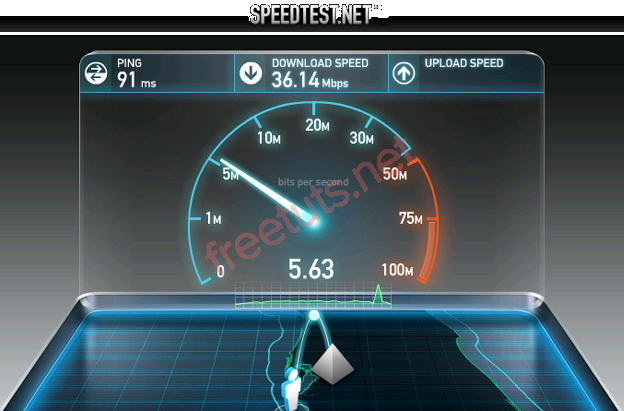 SPEEDTEST.NET
PING
91 ms
DOWNLOAD SPEED
36.14 Mbps
UPLOAD SPEED
20M
10M
30M
5M
50M
bits per second
1M
75M
freetuts.net
0
5.63
100M